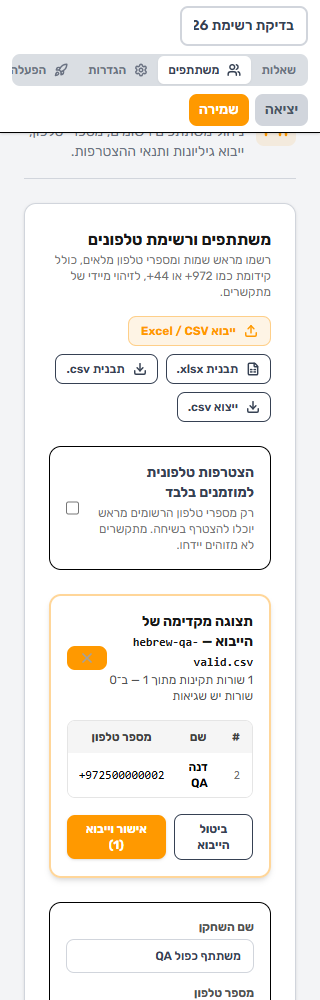 בדיקת רשימת 26
שאלות
משתתפים
הגדרות
הפעלה
יציאה
שמירה
ייבוא גיליונות ותנאי ההצטרפות.
משתתפים ורשימת טלפונים
רשמו מראש שמות ומספרי טלפון מלאים, כולל
קידומת כמו 972+ או 44+, לזיהוי מיידי של
מתקשרים.
ייבוא Excel / CSV
תבנית xlsx.
תבנית csv.
ייצוא csv.
הצטרפות טלפונית
למוזמנים בלבד
רק מספרי טלפון הרשומים מראש
יוכלו להצטרף בשיחה. מתקשרים
לא מזוהים יידחו.
תצוגה מקדימה של
הייבוא — hebrew-qa-
valid.csv
1 שורות תקינות מתוך 1 — ב־0
שורות יש שגיאות
# שם מספר טלפון
2 דנה QA +972500000002
ביטול הייבוא
אישור וייבוא (1)
שם השחקן
משתתף כפול QA
מספר טלפון